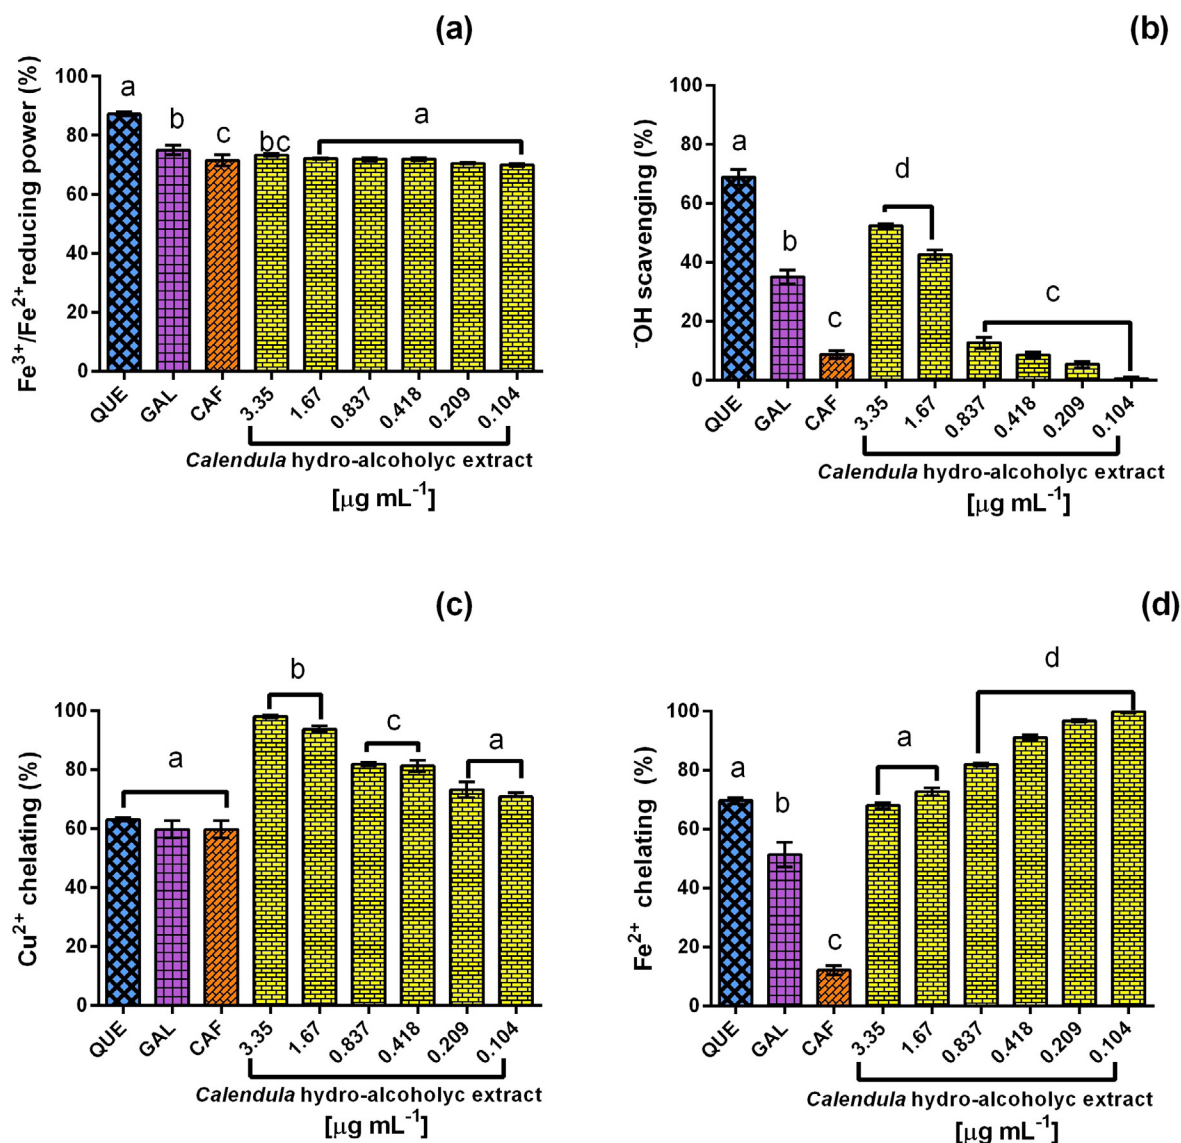 (a)
Fe³⁺/Fe²⁺reducing power (%)
100
80
60
40
20
0
a
b
c
bc
a
QUE
GAL
CAF
3.35
1.67
0.837
0.418
0.209
0.104
Calendula hydro-alcoholyc extract
[μg mL⁻¹]
(b)
⁻OH scavenging (%)
100
80
60
40
20
0
a
b
c
d
c
QUE
GAL
CAF
3.35
1.67
0.837
0.418
0.209
0.104
Calendula hydro-alcoholyc extract
[μg mL⁻¹]
(c)
Cu²⁺ chelating (%)
100
80
60
40
20
0
a
b
c
a
QUE
GAL
CAF
3.35
1.67
0.837
0.418
0.209
0.104
Calendula hydro-alcoholyc extract
[μg mL⁻¹]
(d)
Fe²⁺ chelating (%)
100
80
60
40
20
0
a
b
c
a
d
QUE
GAL
CAF
3.35
1.67
0.837
0.418
0.209
0.104
Calendula hydro-alcoholyc extract
[μg mL⁻¹]